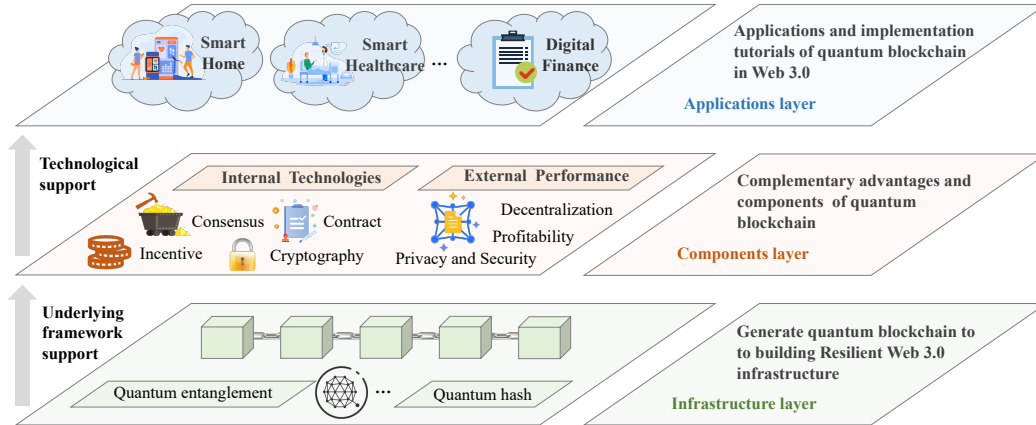 Smart
Home
Smart
Healthcare
...
Digital
Finance
Applications and implementation
tutorials of quantum blockchain
in Web 3.0
Applications layer
Technological
support
Internal Technologies
External Performance
Consensus
Contract
Incentive
Cryptography
Decentralization
Profitability
Privacy and Security
Complementary advantages and
components of quantum
blockchain
Components layer
Underlying
framework
support
Quantum entanglement
...
Quantum hash
Generate quantum blockchain to
to building Resilient Web 3.0
infrastructure
Infrastructure layer